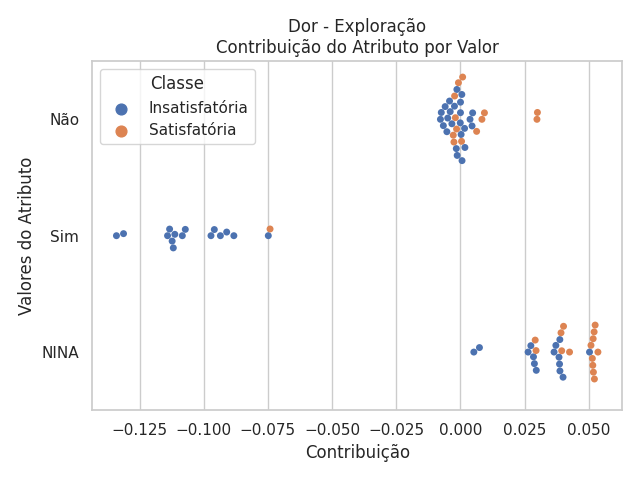 Dor - Exploração
Contribuição do Atributo por Valor
Classe
Insatisfatória
Satisfatória
Valores do Atributo
Não
Sim
NINA
−0.125 −0.100 −0.075 −0.050 −0.025 0.000 0.025 0.050
Contribuição